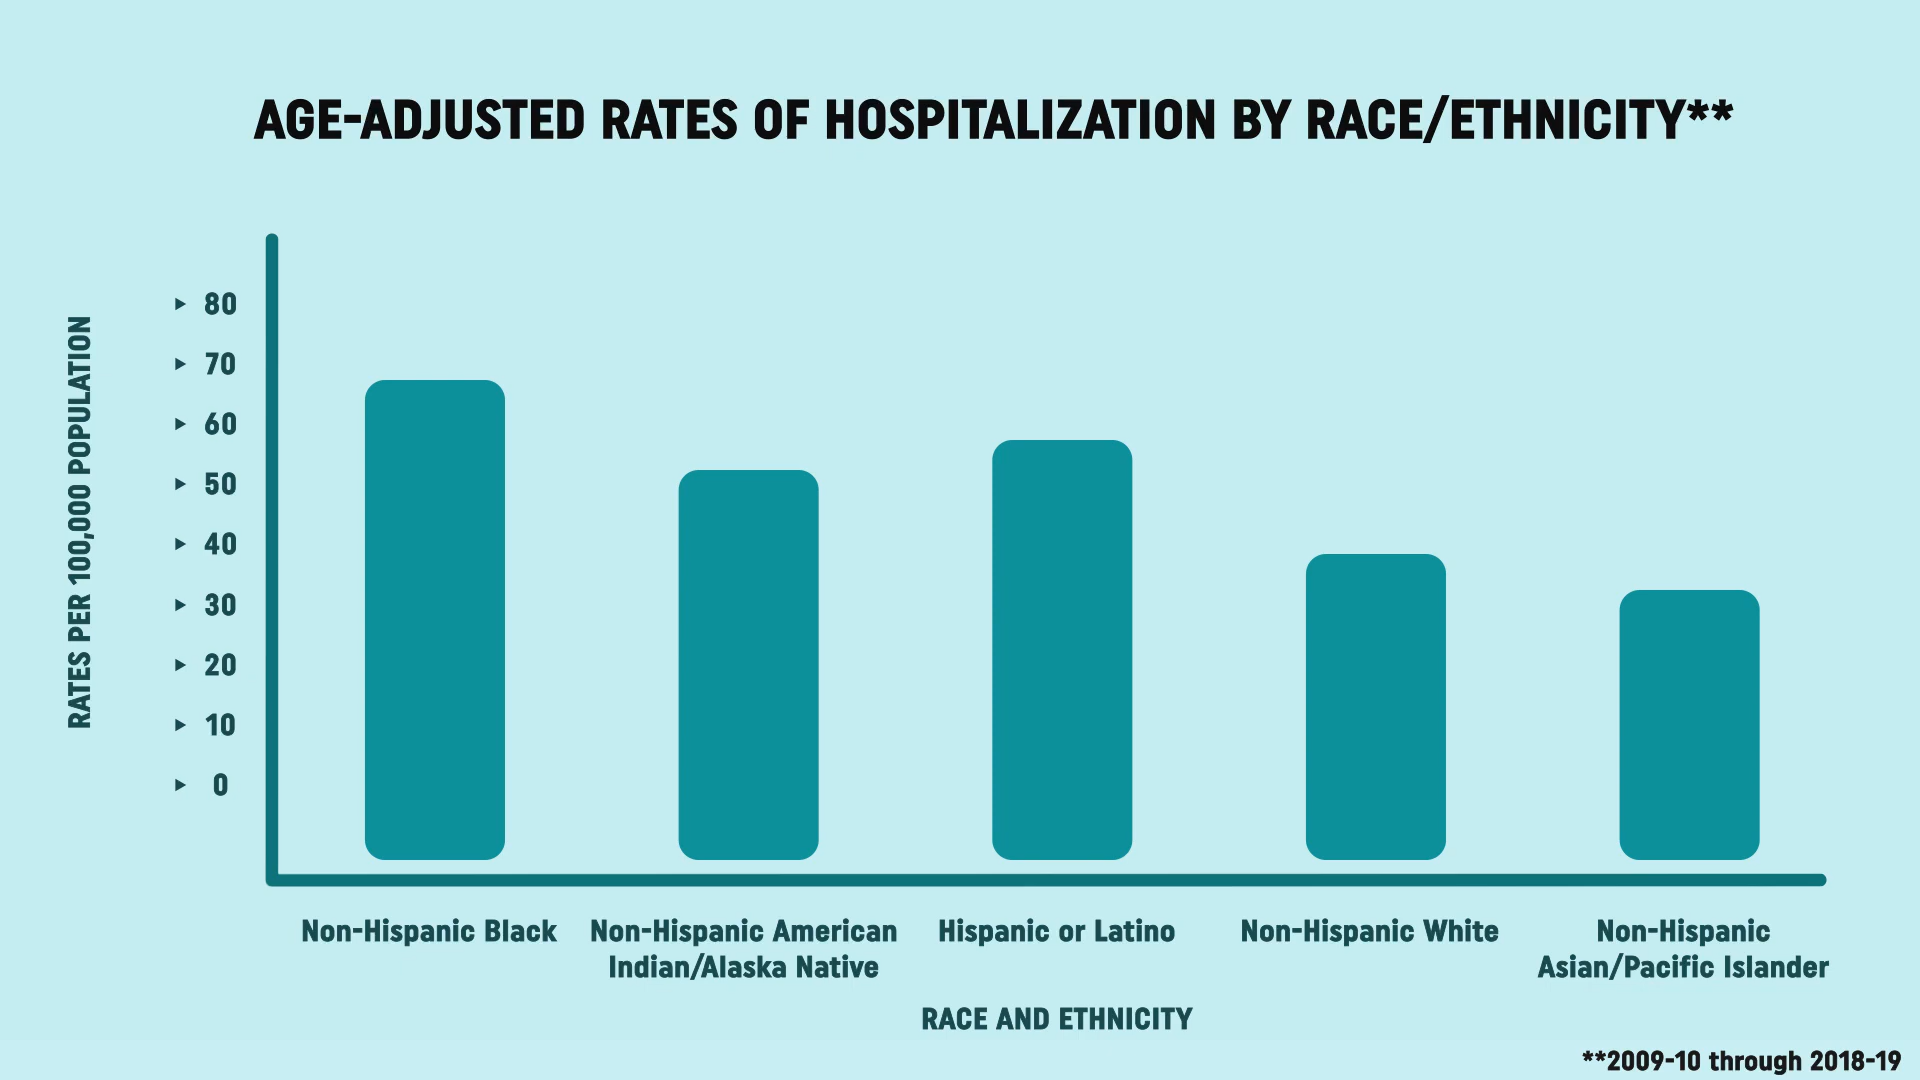 AGE-ADJUSTED RATES OF HOSPITALIZATION BY RACE/ETHNICITY**
RATES PER 100,000 POPULATION
80
70
60
50
40
30
20
10
0
Non-Hispanic Black
Non-Hispanic American
Indian/Alaska Native
Hispanic or Latino
Non-Hispanic White
Non-Hispanic
Asian/Pacific Islander
RACE AND ETHNICITY
**2009-10 through 2018-19